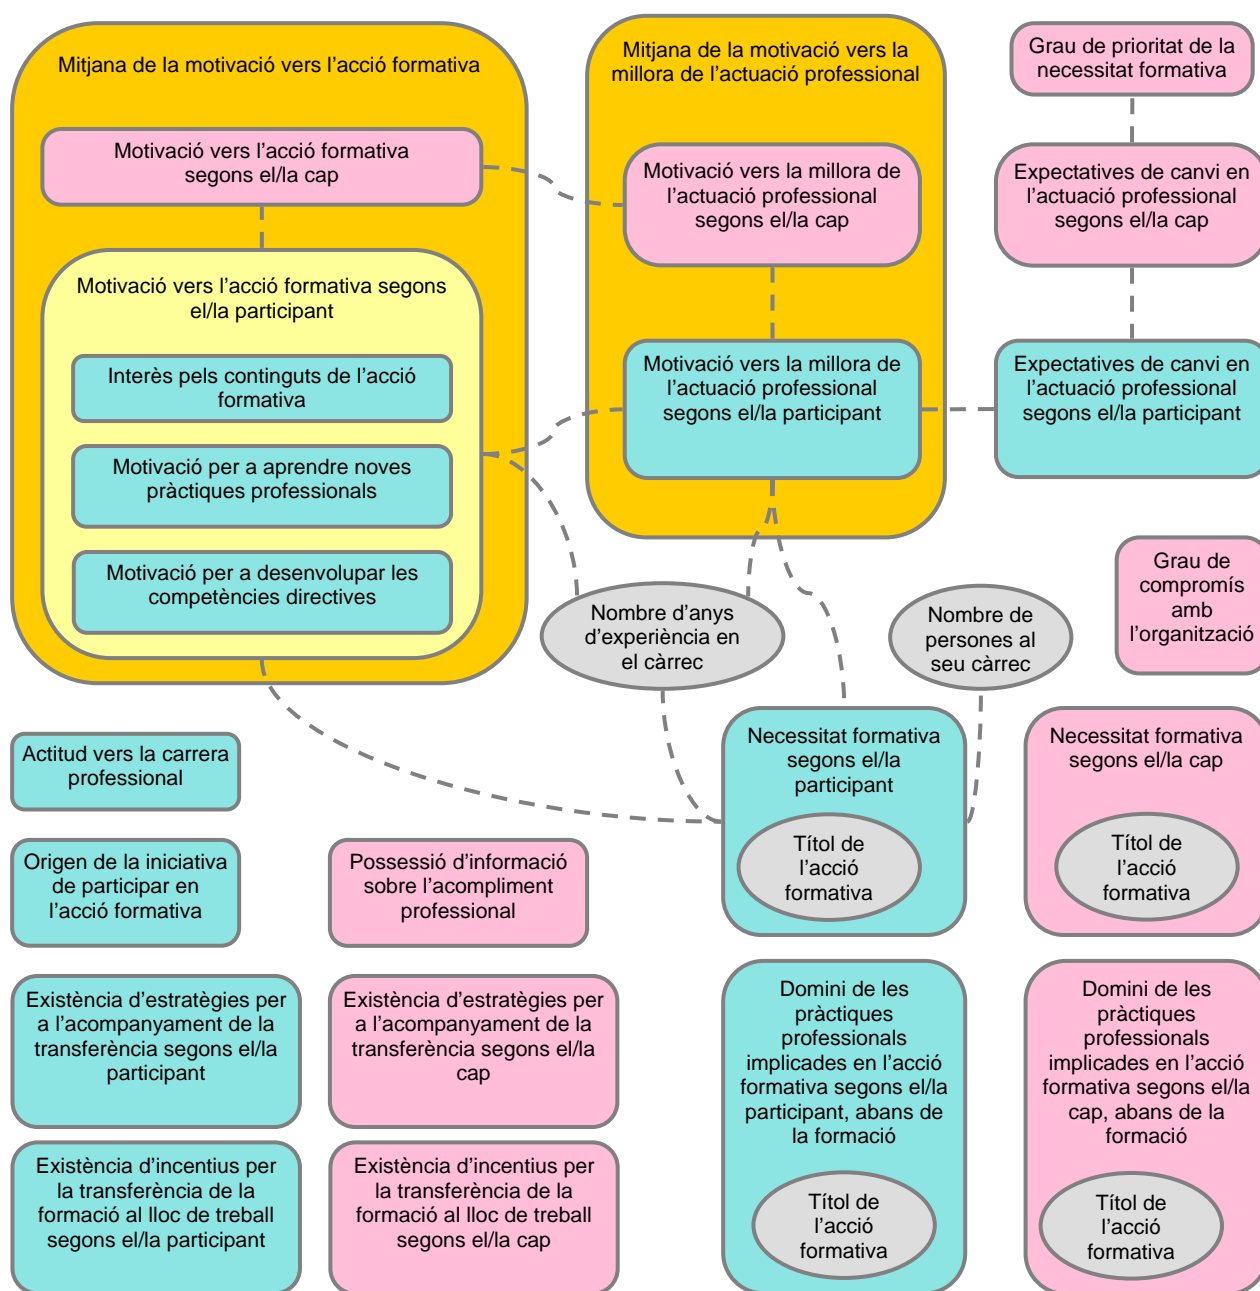 Mitjana de la motivació vers l’acció formativa
Motivació vers l’acció formativa
segons el/la cap
Motivació vers l’acció formativa segons
el/la participant
Interès pels continguts de l’acció
formativa
Motivació per a aprendre noves
pràctiques professionals
Motivació per a desenvolupar les
competències directives
Mitjana de la motivació vers la
millora de l’actuació professional
Motivació vers la millora de
l’actuació professional
segons el/la cap
Motivació vers la millora de
l’actuació professional
segons el/la participant
Grau de prioritat de la
necessitat formativa
Expectatives de canvi en
l’actuació professional
segons el/la cap
Expectatives de canvi en
l’actuació professional
segons el/la participant
Grau de
compromís
amb
l’organització
Nombre d’anys
d’experiència en
el càrrec
Nombre de
persones al
seu càrrec
Necessitat formativa
segons el/la
participant
Títol de
l’acció
formativa
Necessitat formativa
segons el/la cap
Títol de
l’acció
formativa
Actitud vers la carrera
professional
Origen de la iniciativa
de participar en
l’acció formativa
Possessió d’informació
sobre l’acompliment
professional
Existència d’estratègies per
a l’acompanyament de la
transferència segons el/la
participant
Existència d’estratègies per
a l’acompanyament de la
transferència segons el/la
cap
Domini de les
pràctiques
professionals
implicades en l’acció
formativa segons el/la
participant, abans de
la formació
Títol de
l’acció
formativa
Domini de les
pràctiques
professionals
implicades en l’acció
formativa segons el/la
cap, abans de la
formació
Títol de
l’acció
formativa
Existència d’incentius per
la transferència de la
formació al lloc de treball
segons el/la participant
Existència d’incentius per
la transferència de la
formació al lloc de treball
segons el/la cap